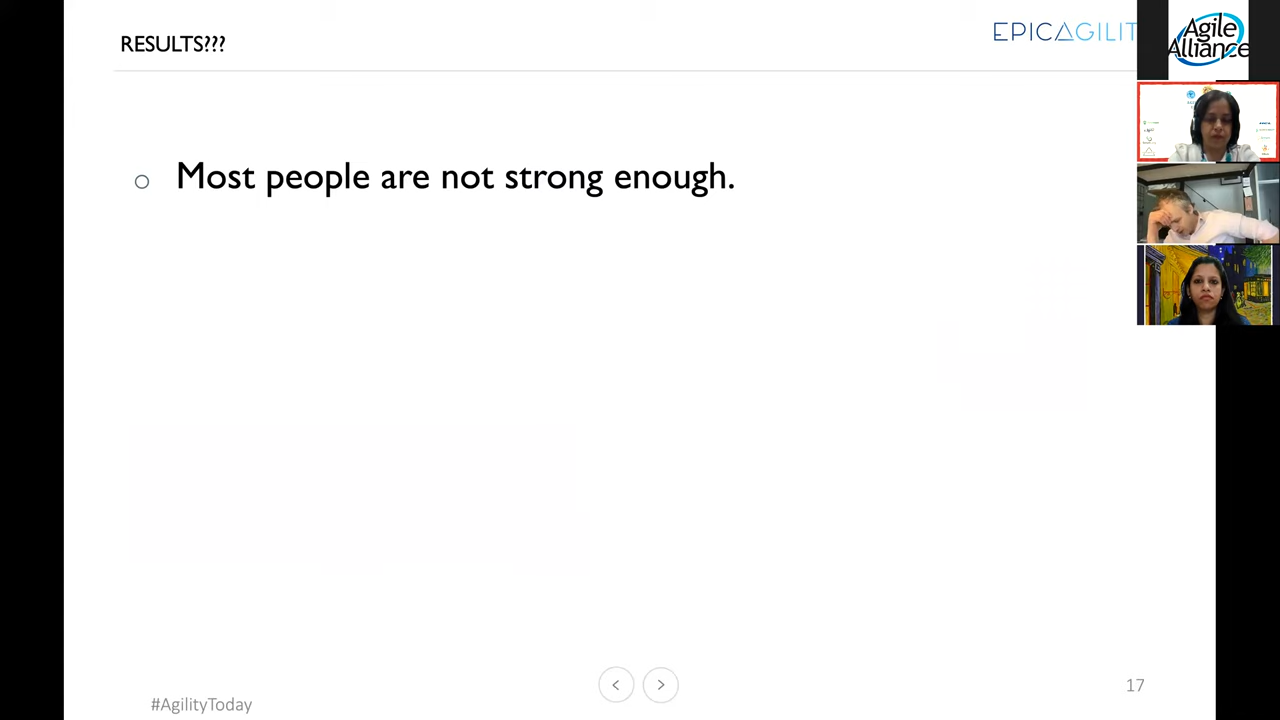 RESULTS???
EPICAGILIT
Agile
Alliance
Most people are not strong enough.
#AgilityToday
17